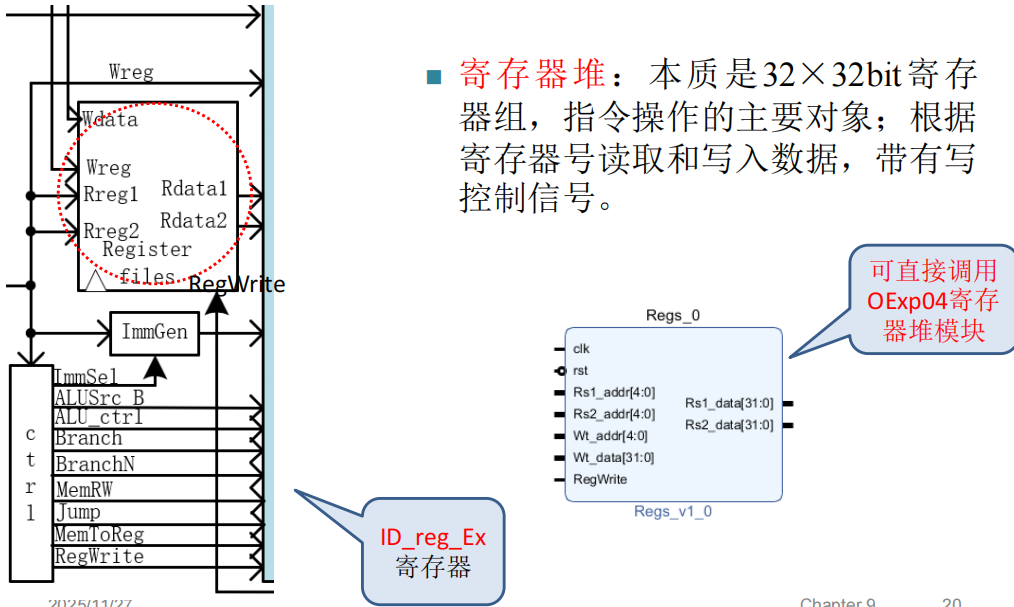 Wreg
Wdata
Wreg
Rreg1
Rdata1
Rreg2
Rdata2
Register
files
RegWrite
ImmGen
ImmSel
ALUSrc_B
ALU_ctrl
Branch
BranchN
MemRW
Jump
MemToReg
RegWrite
ctrl
ID_reg_Ex
寄存器
■ 寄存器堆：本质是32×32bit寄存
器组，指令操作的主要对象；根据
寄存器号读取和写入数据，带有写
控制信号。
可直接调用
OExp04寄存
器堆模块
Regs_0
clk
rst
Rs1_addr[4:0]
Rs2_addr[4:0]
Wt_addr[4:0]
Wt_data[31:0]
RegWrite
Rs1_data[31:0]
Rs2_data[31:0]
Regs_v1_0
2025/11/27
Chapter 9
20